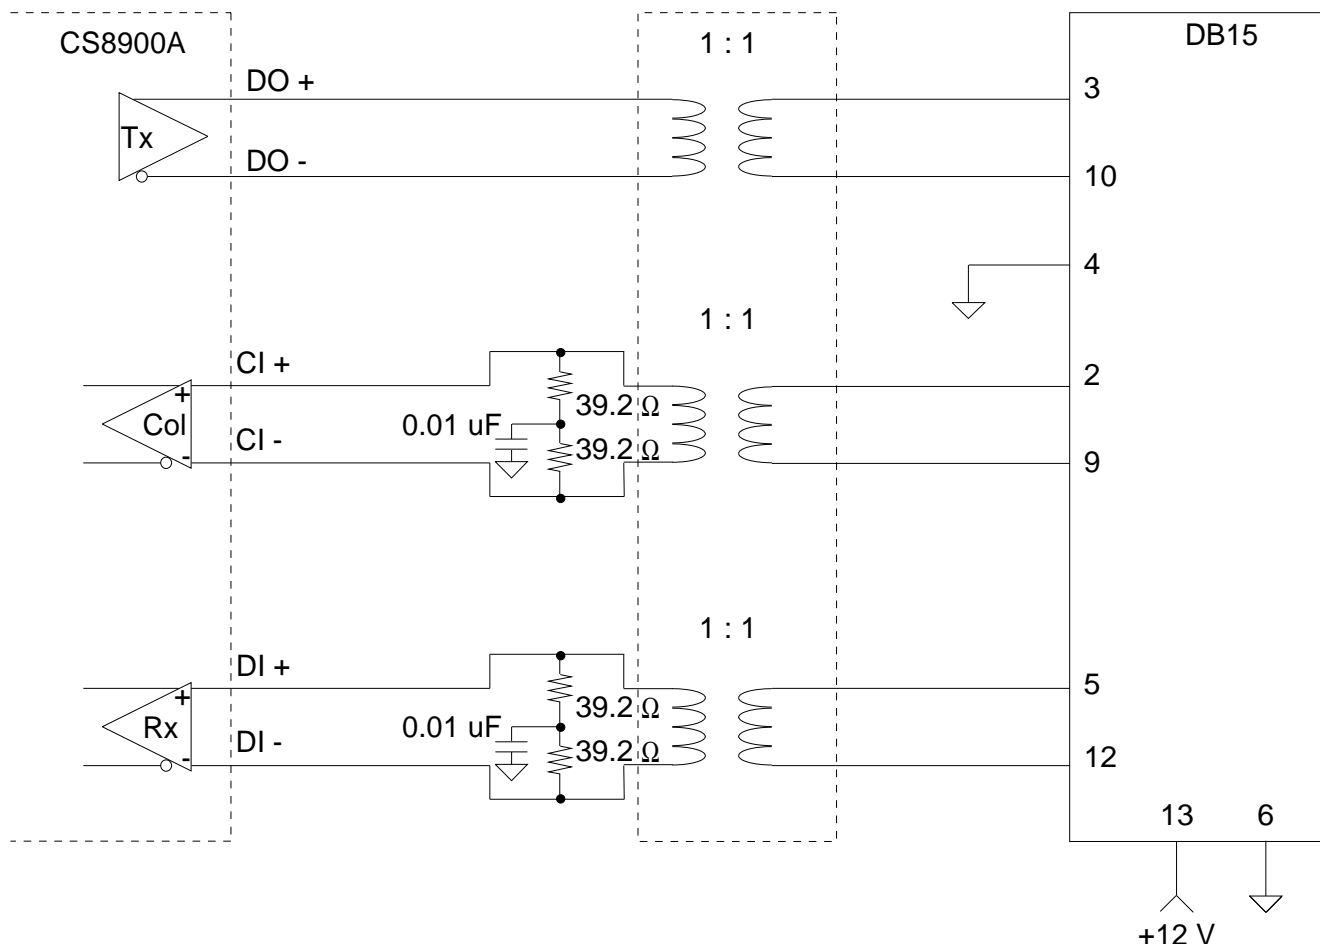 CS8900A
1 : 1
DB15
DO +
3
Tx
DO -
10
4
1 : 1
CI +
2
+
39.2 Ω
Col
0.01 uF
CI -
39.2 Ω
-
9
1 : 1
DI +
5
+
39.2 Ω
Rx
0.01 uF
DI -
39.2 Ω
-
12
13
6
+12 V